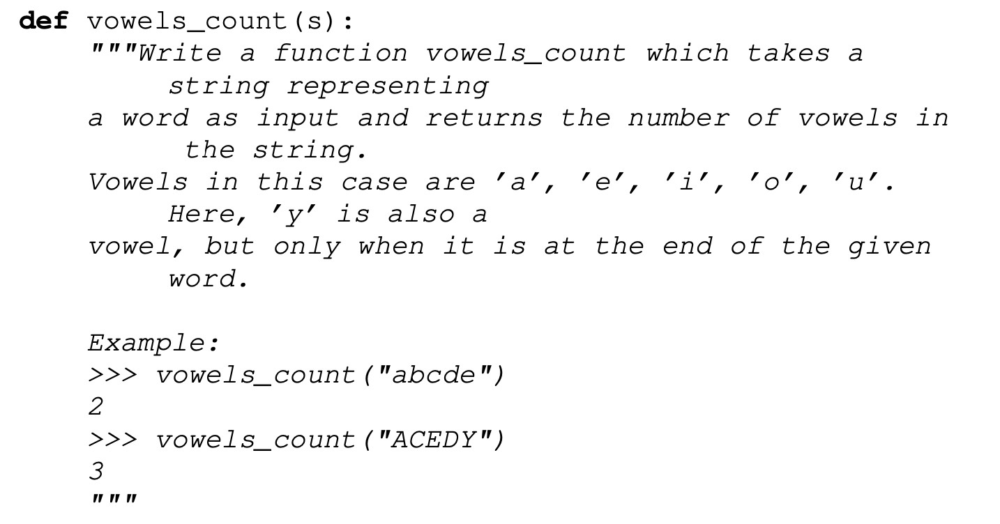 def vowels_count(s):
"""Write a function vowels_count which takes a
string representing
a word as input and returns the number of vowels in
the string.
Vowels in this case are ’a’, ’e’, ’i’, ’o’, ’u’.
Here, ’y’ is also a
vowel, but only when it is at the end of the given
word.
Example:
>>> vowels_count("abcde")
2
>>> vowels_count("ACEDY")
3
"""